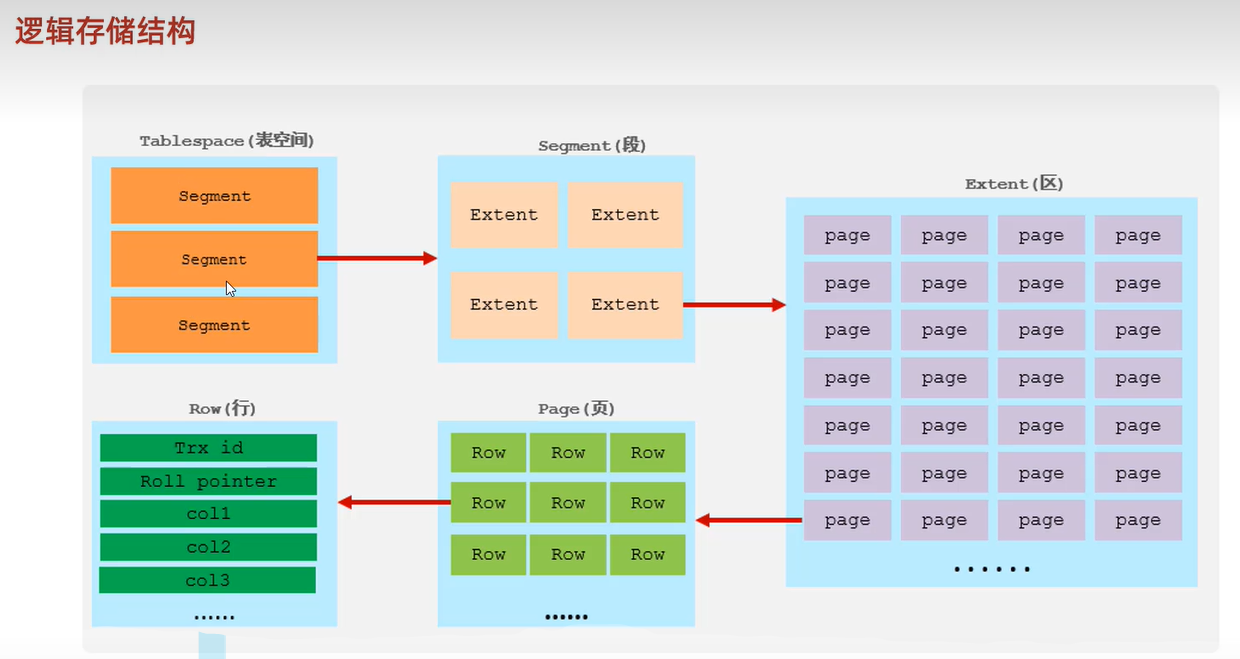 逻辑存储结构
Tablespace(表空间)
Segment
Segment
Segment
Segment(段)
Extent Extent
Extent Extent
Extent(区)
page page page page
page page page page
page page page page
page page page page
page page page page
page page page page
page page page page
......
Row(行)
Trx id
Roll pointer
col1
col2
col3
......
Page(页)
Row Row Row
Row Row Row
Row Row Row
......